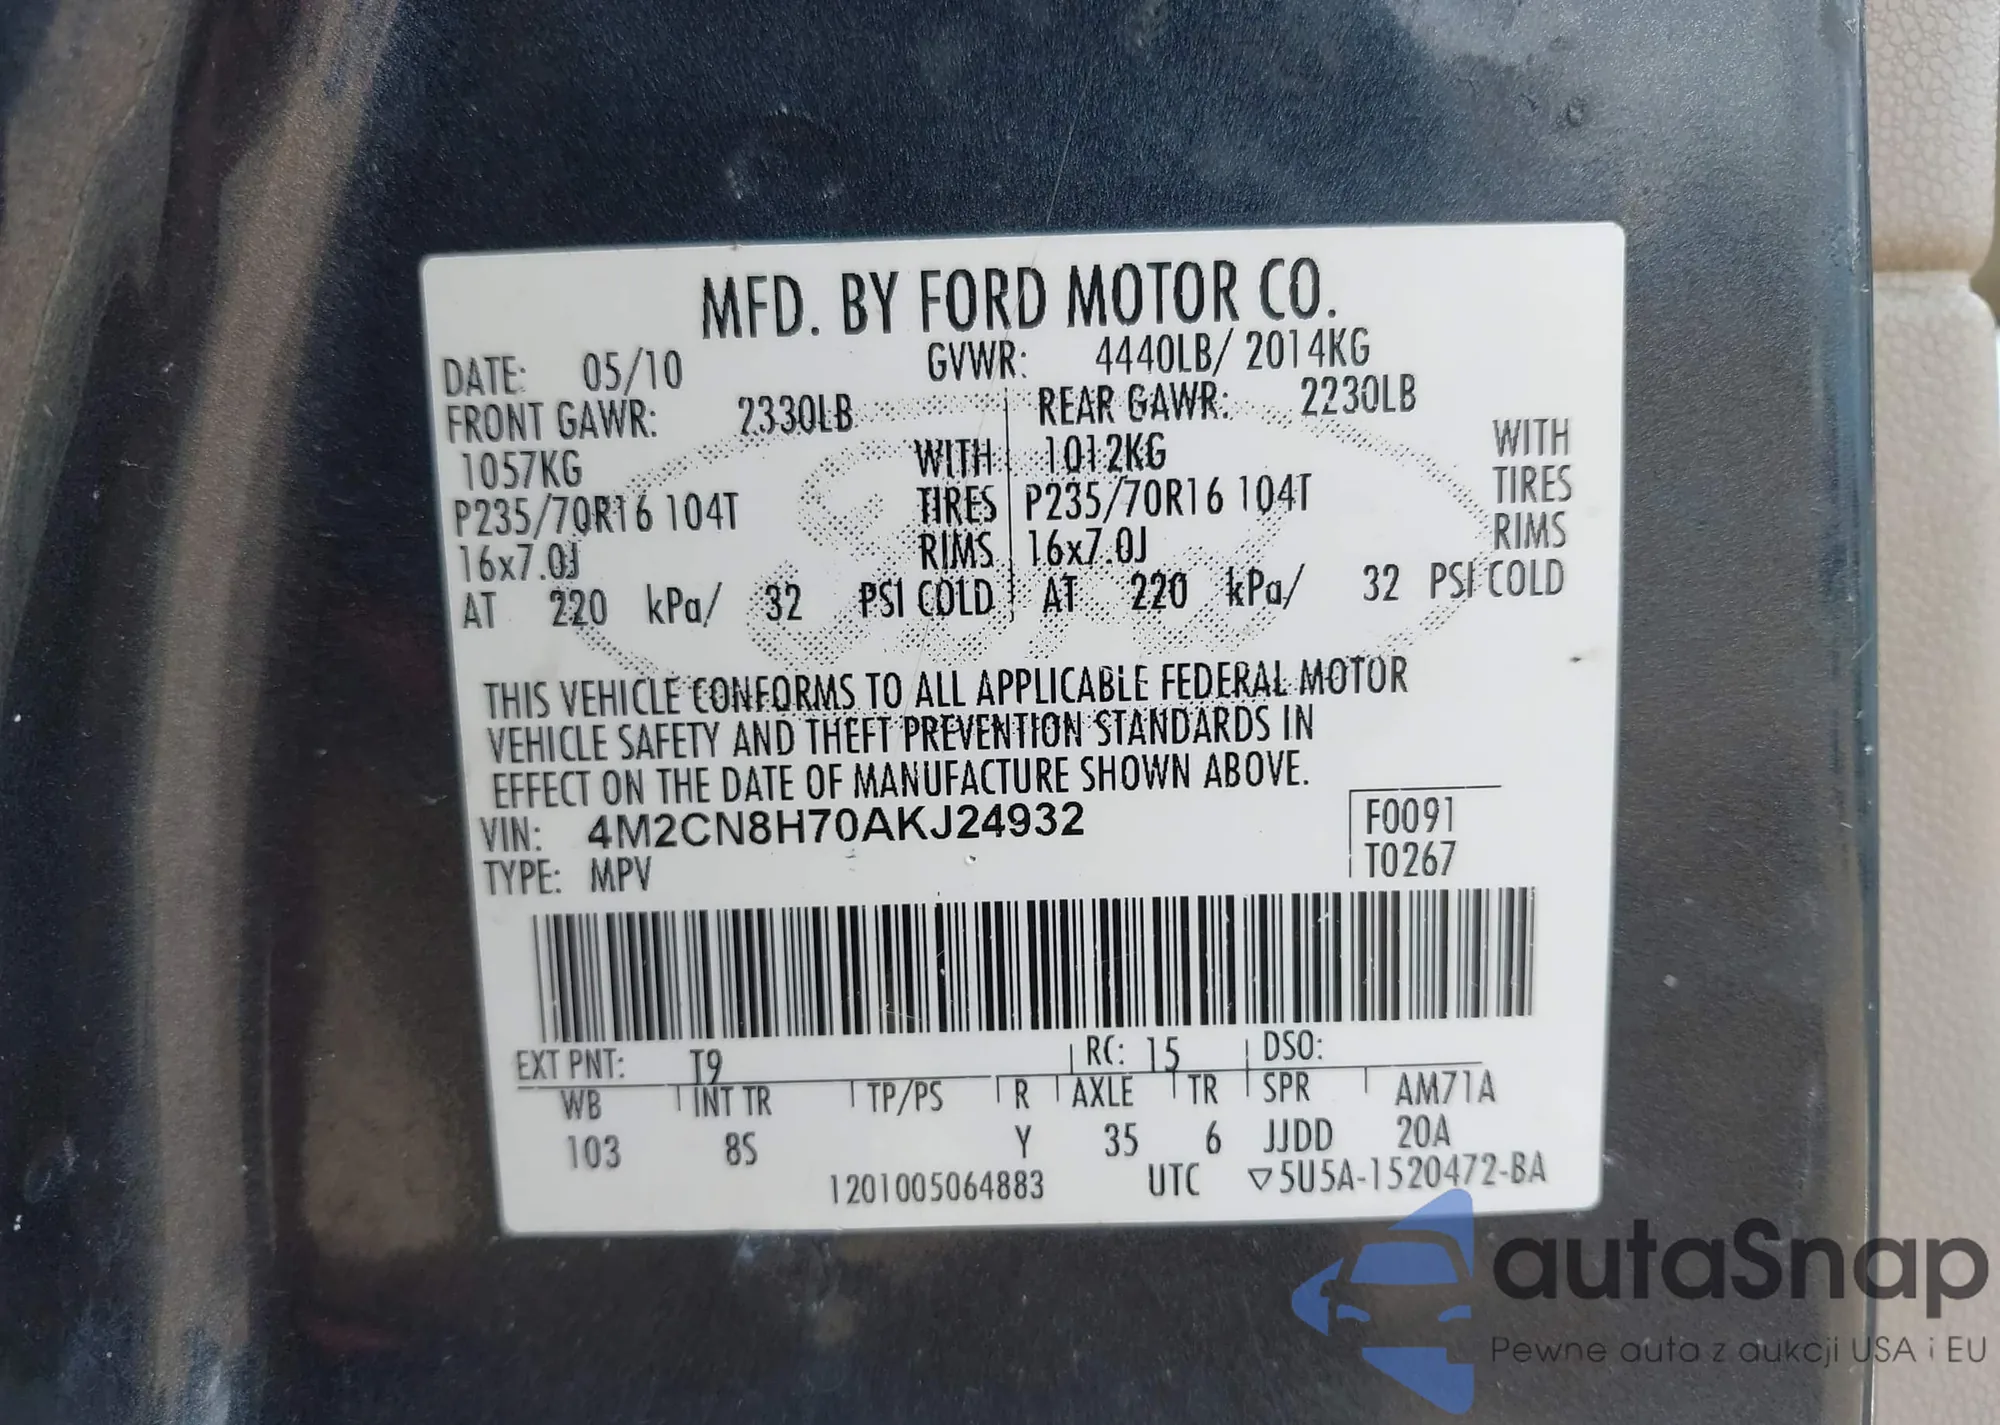 MFD. BY FORD MOTOR CO.
DATE: 05/10 GVWR: 4440LB/ 2014KG
FRONT GAWR: 2330LB REAR GAWR: 2230LB
1057KG WITH 1012KG WITH
P235/70R16 104T TIRES P235/70R16 104T TIRES
16x7.0J RIMS 16x7.0J RIMS
AT 220 kPa/ 32 PSI COLD AT 220 kPa/ 32 PSI COLD
THIS VEHICLE CONFORMS TO ALL APPLICABLE FEDERAL MOTOR
VEHICLE SAFETY AND THEFT PREVENTION STANDARDS IN
EFFECT ON THE DATE OF MANUFACTURE SHOWN ABOVE.
VIN: 4M2CN8H70AKJ24932 F0091
TYPE: MPV T0267
EXT PNT: T9 RC: 15 DSO:
WB INT TR TP/PS R AXLE TR SPR AM71A
103 8S Y 35 6 JJDD 20A
1201005064883 UTC ▽5U5A-1520472-BA
autaSnap
Pewne auta z aukcji USA i EU